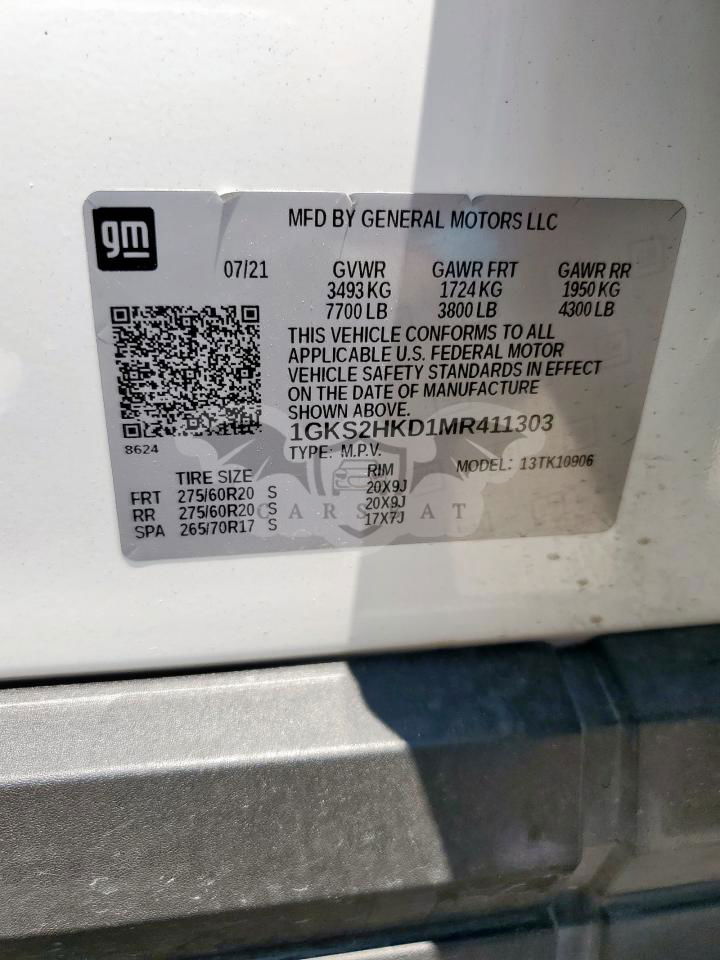 gm
MFD BY GENERAL MOTORS LLC
07/21 GVWR GAWR FRT GAWR RR
3493 KG 1724 KG 1950 KG
7700 LB 3800 LB 4300 LB
THIS VEHICLE CONFORMS TO ALL
APPLICABLE U.S. FEDERAL MOTOR
VEHICLE SAFETY STANDARDS IN EFFECT
ON THE DATE OF MANUFACTURE
SHOWN ABOVE.
1GKS2HKD1MR411303
8624
TYPE: M.P.V. MODEL: 13TK10906
TIRE SIZE RIM
FRT 275/60R20 S 20X9J
RR 275/60R20 S 20X9J
SPA 265/70R17 S 17X7J